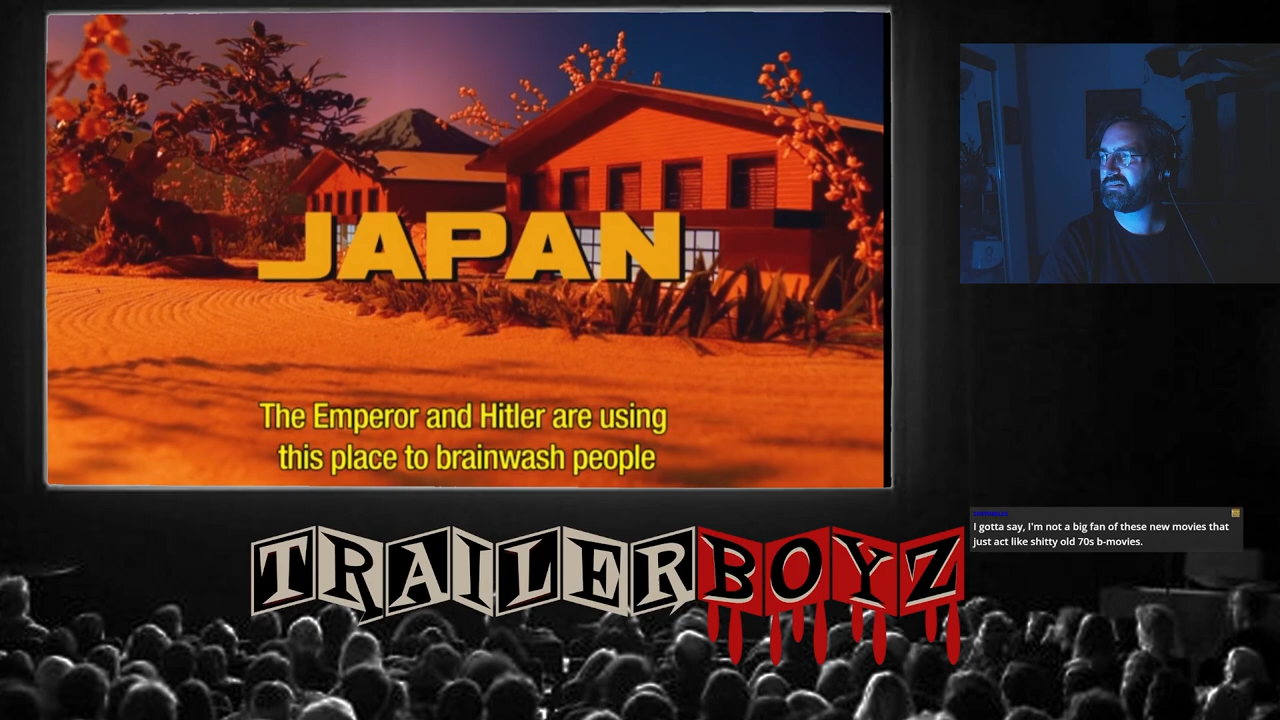 JAPAN
The Emperor and Hitler are using
this place to brainwash people
TRAILERBOYZ
I gotta say, I'm not a big fan of these new movies that
just act like shitty old 70s b-movies.